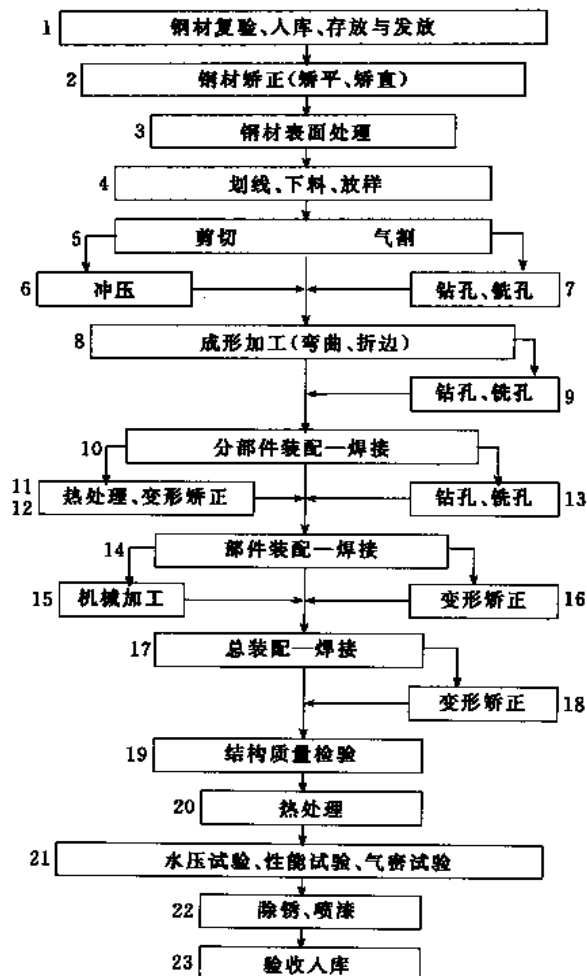 1 钢材复验、入库、存放与发放
2 钢材矫正(矫平、矫直)
3 钢材表面处理
4 划线、下料、放样
5 剪切 气割
6 冲压 钻孔、铣孔 7
8 成形加工(弯曲、折边)
钻孔、铣孔 9
10 分部件装配—焊接
11
12 热处理、变形矫正 钻孔、铣孔 13
14 部件装配—焊接
15 机械加工 变形矫正 16
17 总装配—焊接
变形矫正 18
19 结构质量检验
20 热处理
21 水压试验、性能试验、气密试验
22 除锈、喷漆
23 验收入库